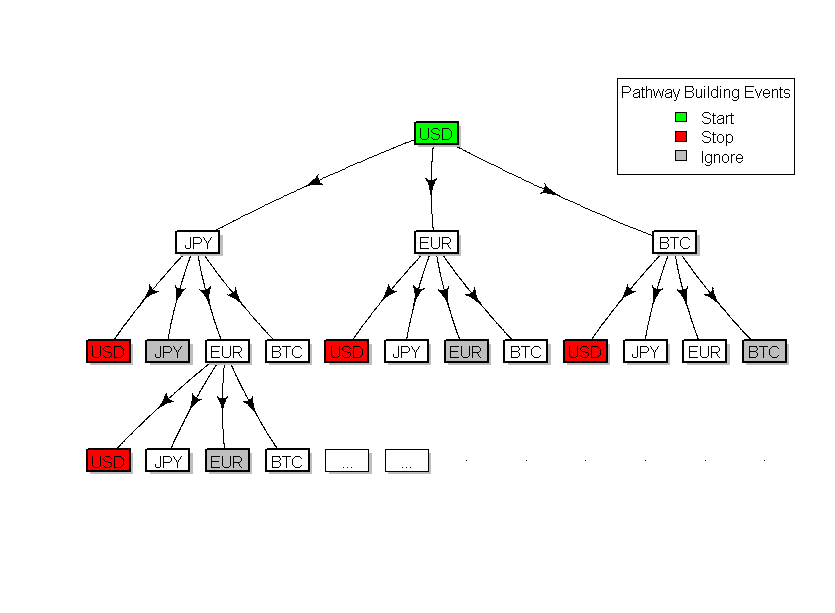 Pathway Building Events
Start
Stop
Ignore
USD
JPY EUR BTC
USD JPY EUR BTC USD JPY EUR BTC USD JPY EUR BTC
USD JPY EUR BTC ... ...